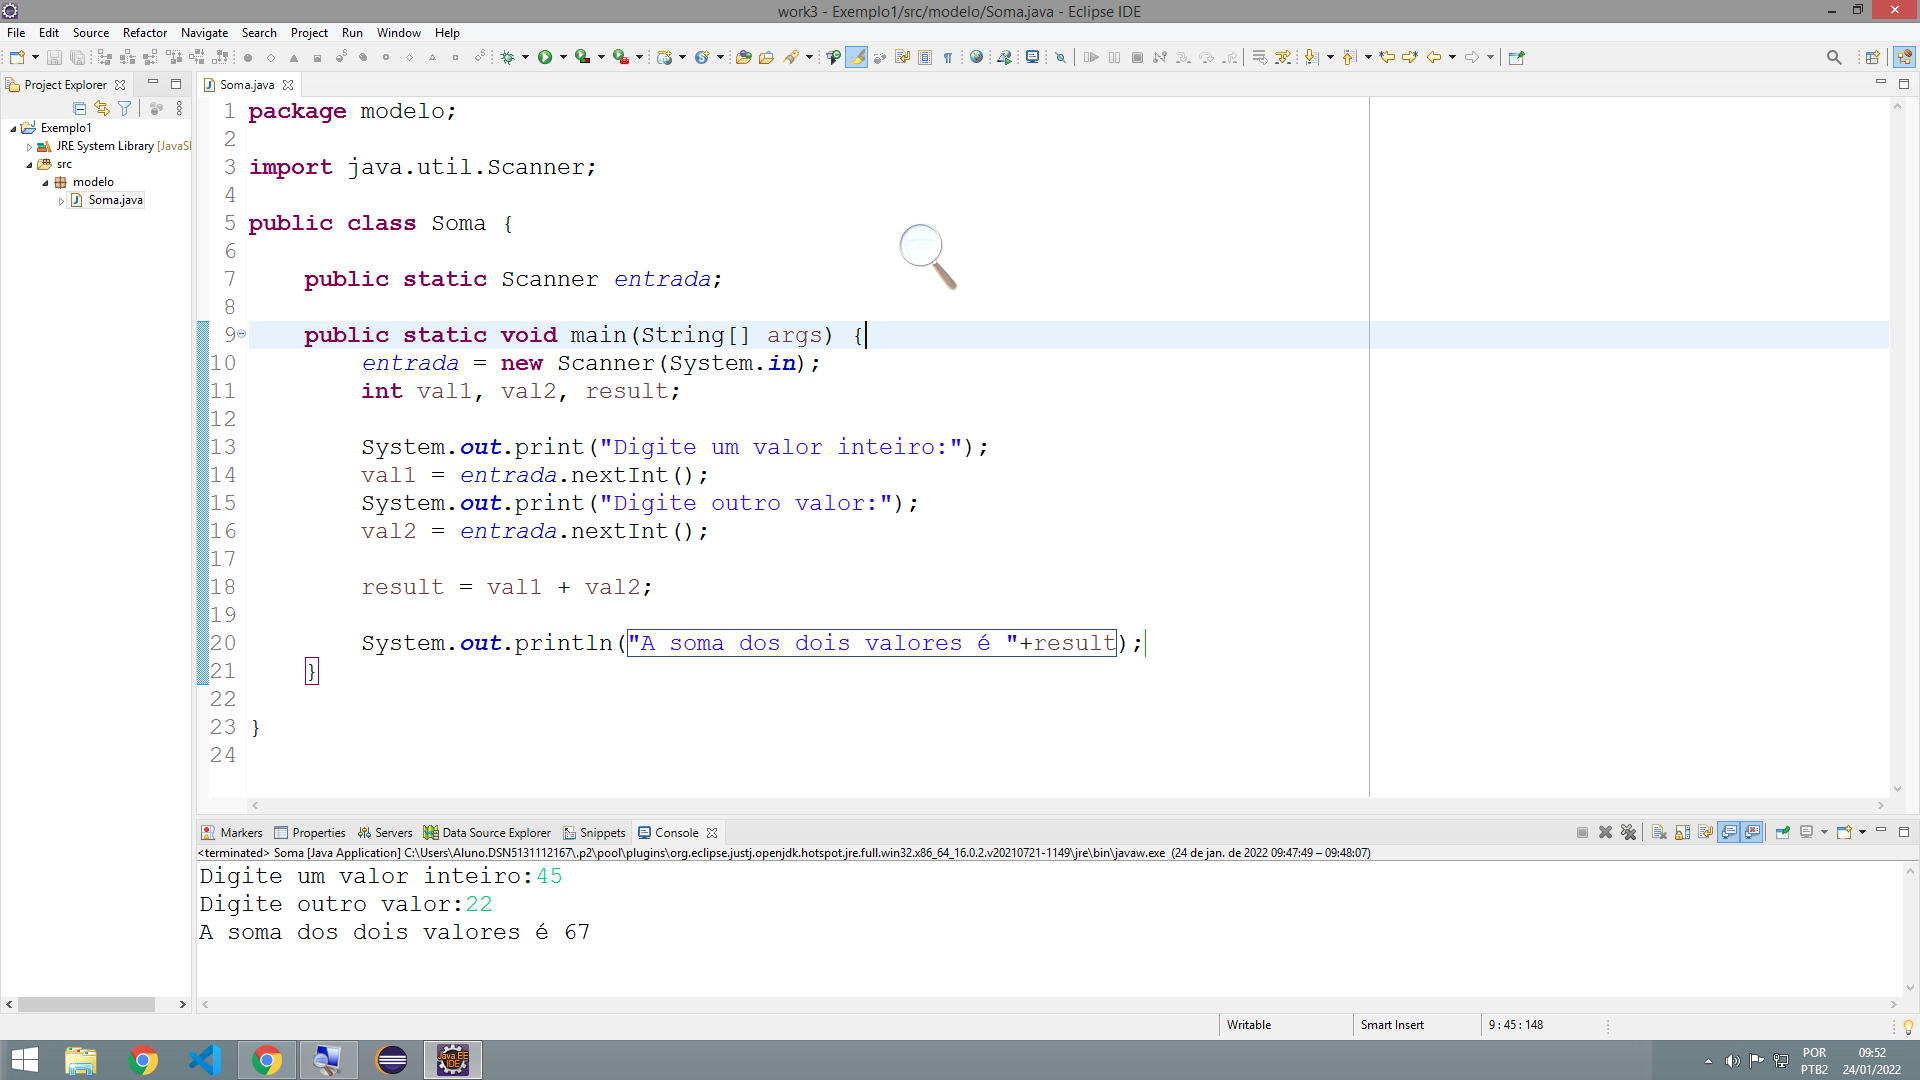 work3 - Exemplo1/src/modelo/Soma.java - Eclipse IDE
File Edit Source Refactor Navigate Search Project Run Window Help
Project Explorer
Soma.java
Exemplo1
JRE System Library [JavaS
src
modelo
Soma.java
1 package modelo;
2
3 import java.util.Scanner;
4
5 public class Soma {
6
7 public static Scanner entrada;
8
9 public static void main(String[] args) {
10 entrada = new Scanner(System.in);
11 int val1, val2, result;
12
13 System.out.print("Digite um valor inteiro:");
14 val1 = entrada.nextInt();
15 System.out.print("Digite outro valor:");
16 val2 = entrada.nextInt();
17
18 result = val1 + val2;
19
20 System.out.println("A soma dos dois valores é "+result);
21 }
22
23 }
24
Markers Properties Servers Data Source Explorer Snippets Console
<terminated> Soma [Java Application] C:\Users\Aluno.DSN5131112167\.p2\pool\plugins\org.eclipse.justj.openjdk.hotspot.jre.full.win32.x86_64_16.0.2.v20210721-1149\jre\bin\javaw.exe (24 de jan. de 2022 09:47:49 – 09:48:07)
Digite um valor inteiro:45
Digite outro valor:22
A soma dos dois valores é 67
Writable Smart Insert 9 : 45 : 148
Java EE
IDE
POR
PTB2
09:52
24/01/2022